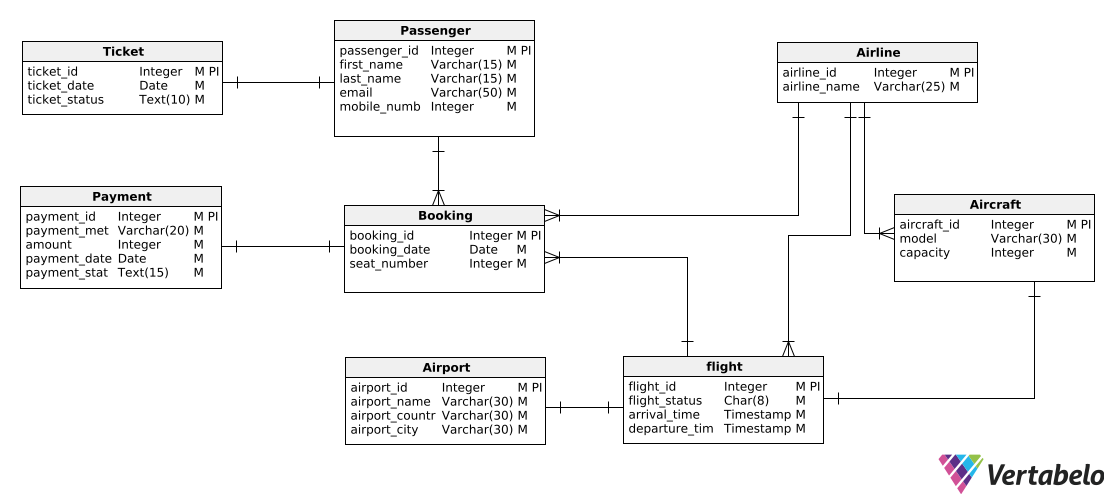 Ticket
ticket_id Integer M PI
ticket_date Date M
ticket_status Text(10) M
Passenger
passenger_id Integer M PI
first_name Varchar(15) M
last_name Varchar(15) M
email Varchar(50) M
mobile_numb Integer M
Airline
airline_id Integer M PI
airline_name Varchar(25) M
Payment
payment_id Integer M PI
payment_met Varchar(20) M
amount Integer M
payment_date Date M
payment_stat Text(15) M
Booking
booking_id Integer M PI
booking_date Date M
seat_number Integer M
Aircraft
aircraft_id Integer M PI
model Varchar(30) M
capacity Integer M
Airport
airport_id Integer M PI
airport_name Varchar(30) M
airport_countr Varchar(30) M
airport_city Varchar(30) M
flight
flight_id Integer M PI
flight_status Char(8) M
arrival_time Timestamp M
departure_tim Timestamp M
Vertabelo